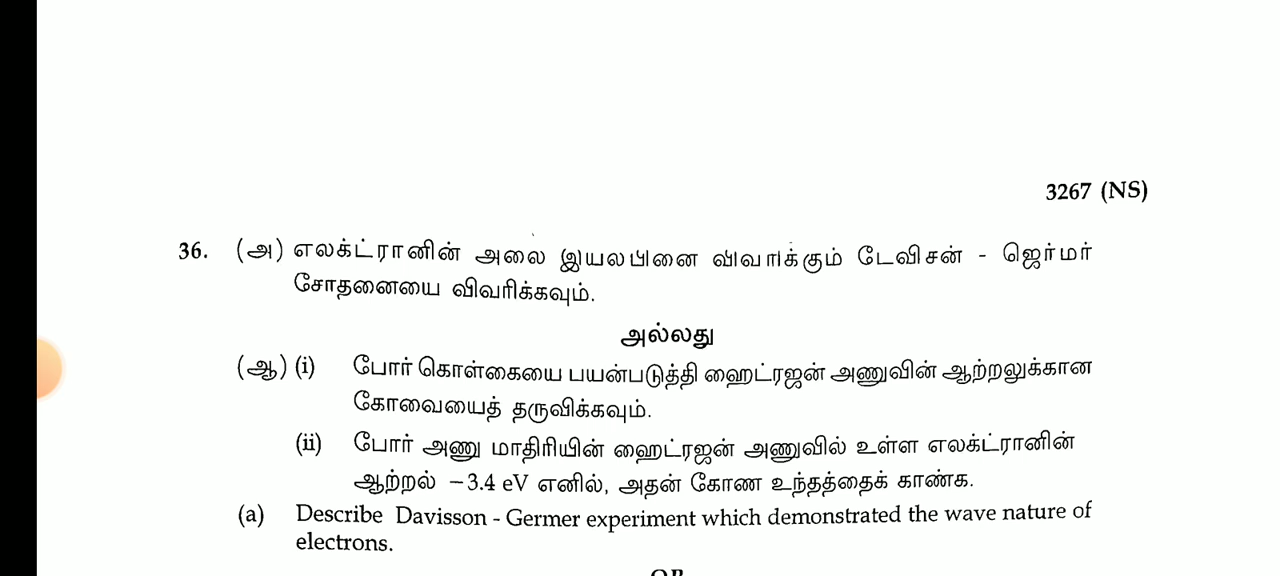 3267 (NS)
36. (அ) எலக்ட்ரானின் அலை இயல்பினை விவரிக்கும் டேவிசன் - ஜெர்மர்
சோதனையை விவரிக்கவும்.
அல்லது
(ஆ) (i) போர் கொள்கையை பயன்படுத்தி ஹைட்ரஜன் அணுவின் ஆற்றலுக்கான
கோவையைத் தருவிக்கவும்.
(ii) போர் அணு மாதிரியின் ஹைட்ரஜன் அணுவில் உள்ள எலக்ட்ரானின்
ஆற்றல் −3.4 eV எனில், அதன் கோண உந்தத்தைக் காண்க.
(a) Describe Davisson - Germer experiment which demonstrated the wave nature of
electrons.
OR